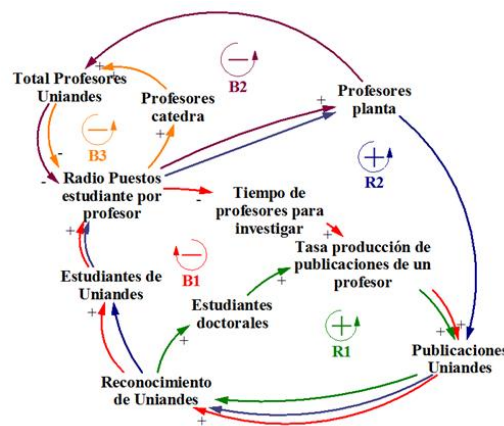 Total Profesores
Uniandes
B2
Profesores
planta
Profesores
catedra
B3
R2
Radio Puestos
estudiante por
profesor
Tiempo de
profesores para
investigar
Tasa producción de
publicaciones de un
profesor
B1
Estudiantes de
Uniandes
Estudiantes
doctorales
R1
Publicaciones
Uniandes
Reconocimiento
de Uniandes